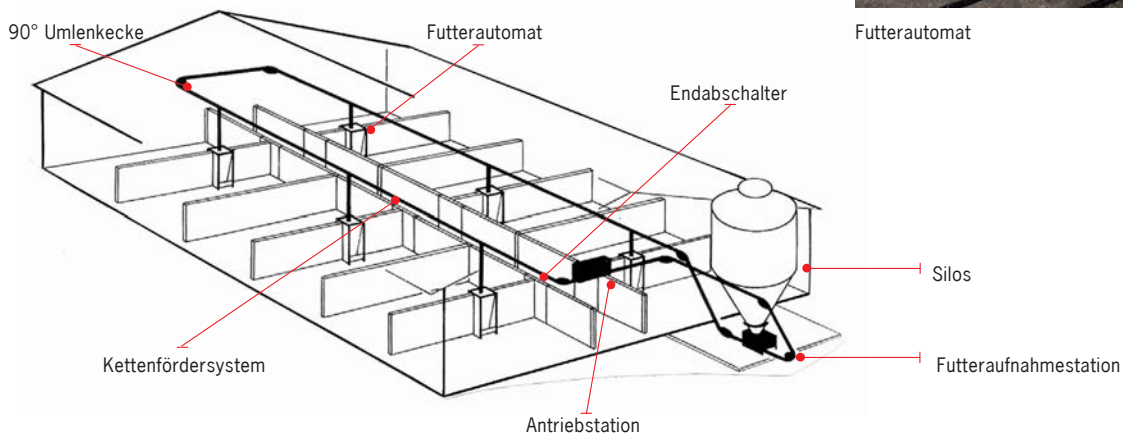 90° Umlenkecke
Futterautomat
Futterautomat
Endabschalter
Silos
Kettenfördersystem
Futteraufnahmestation
Antriebstation